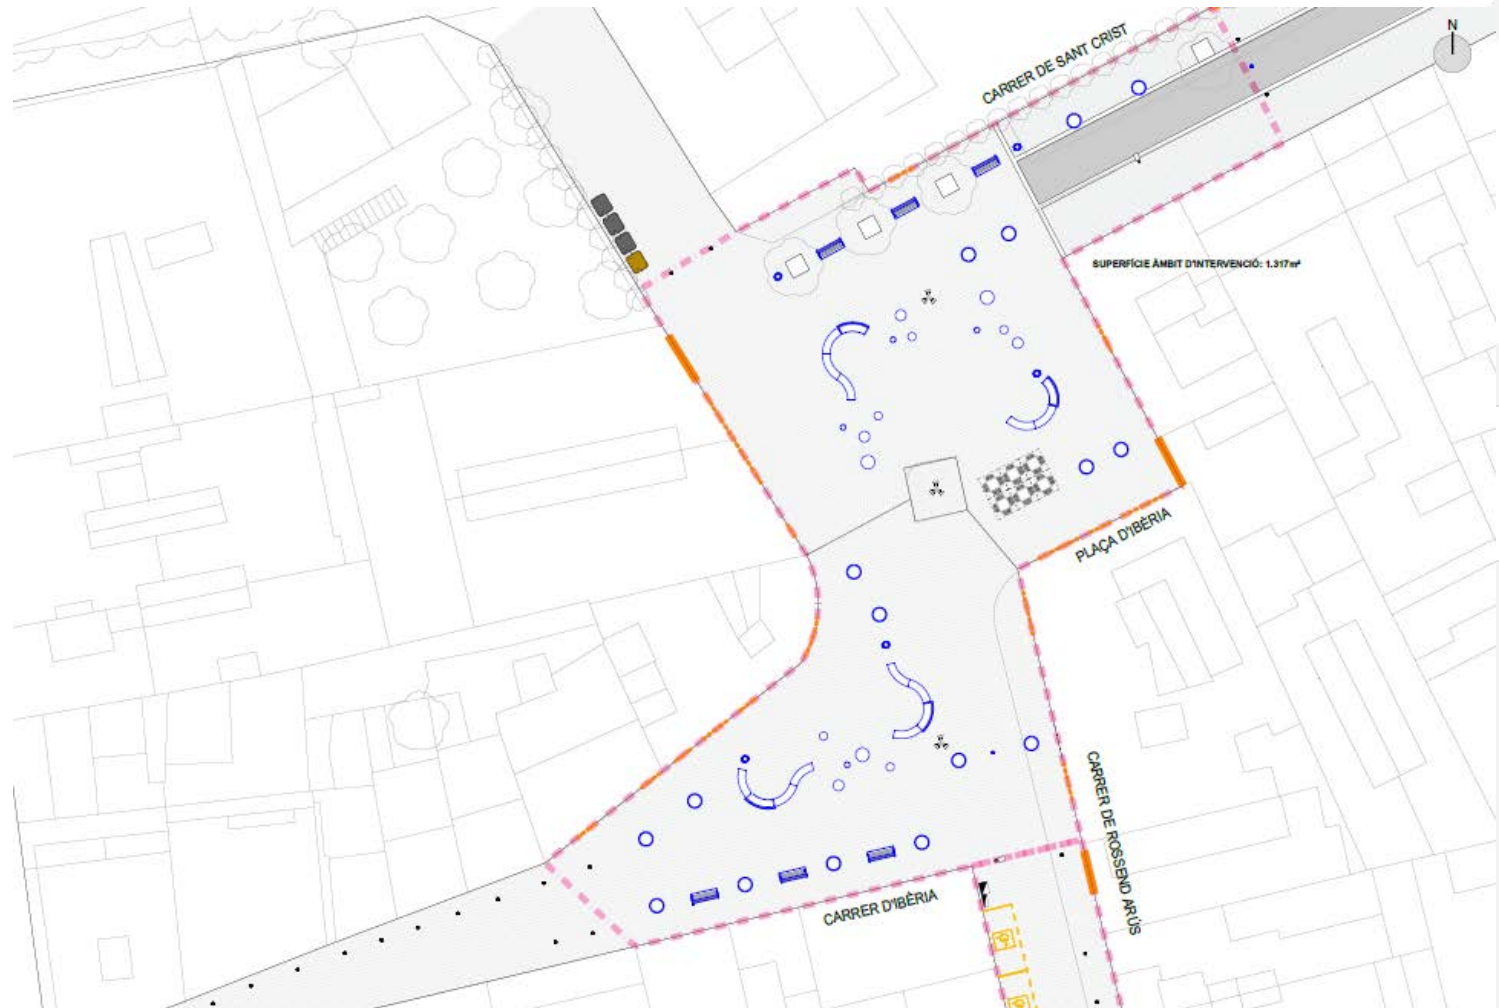 N
CARRER DE SANT CRIST
SUPERFÍCIE ÀMBIT D'INTERVENCIÓ: 1.317m²
PLAÇA D'IBÈRIA
CARRER DE ROSSEND ARÚS
CARRER D'IBÈRIA